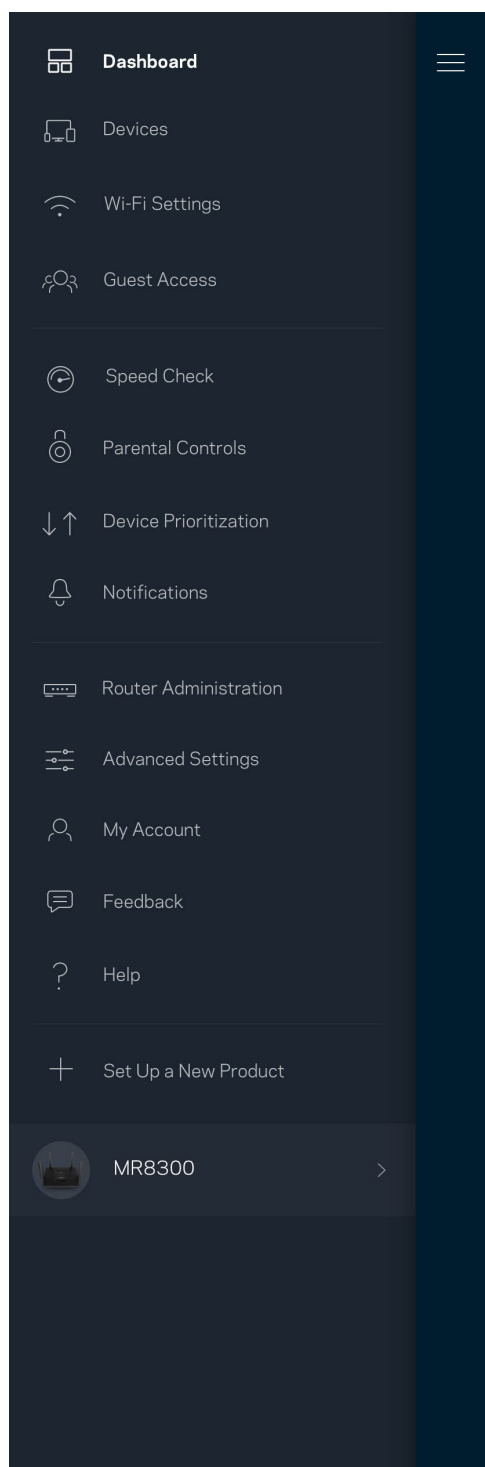 Dashboard
Devices
Wi-Fi Settings
Guest Access
Speed Check
Parental Controls
Device Prioritization
Notifications
Router Administration
Advanced Settings
My Account
Feedback
Help
Set Up a New Product
MR8300